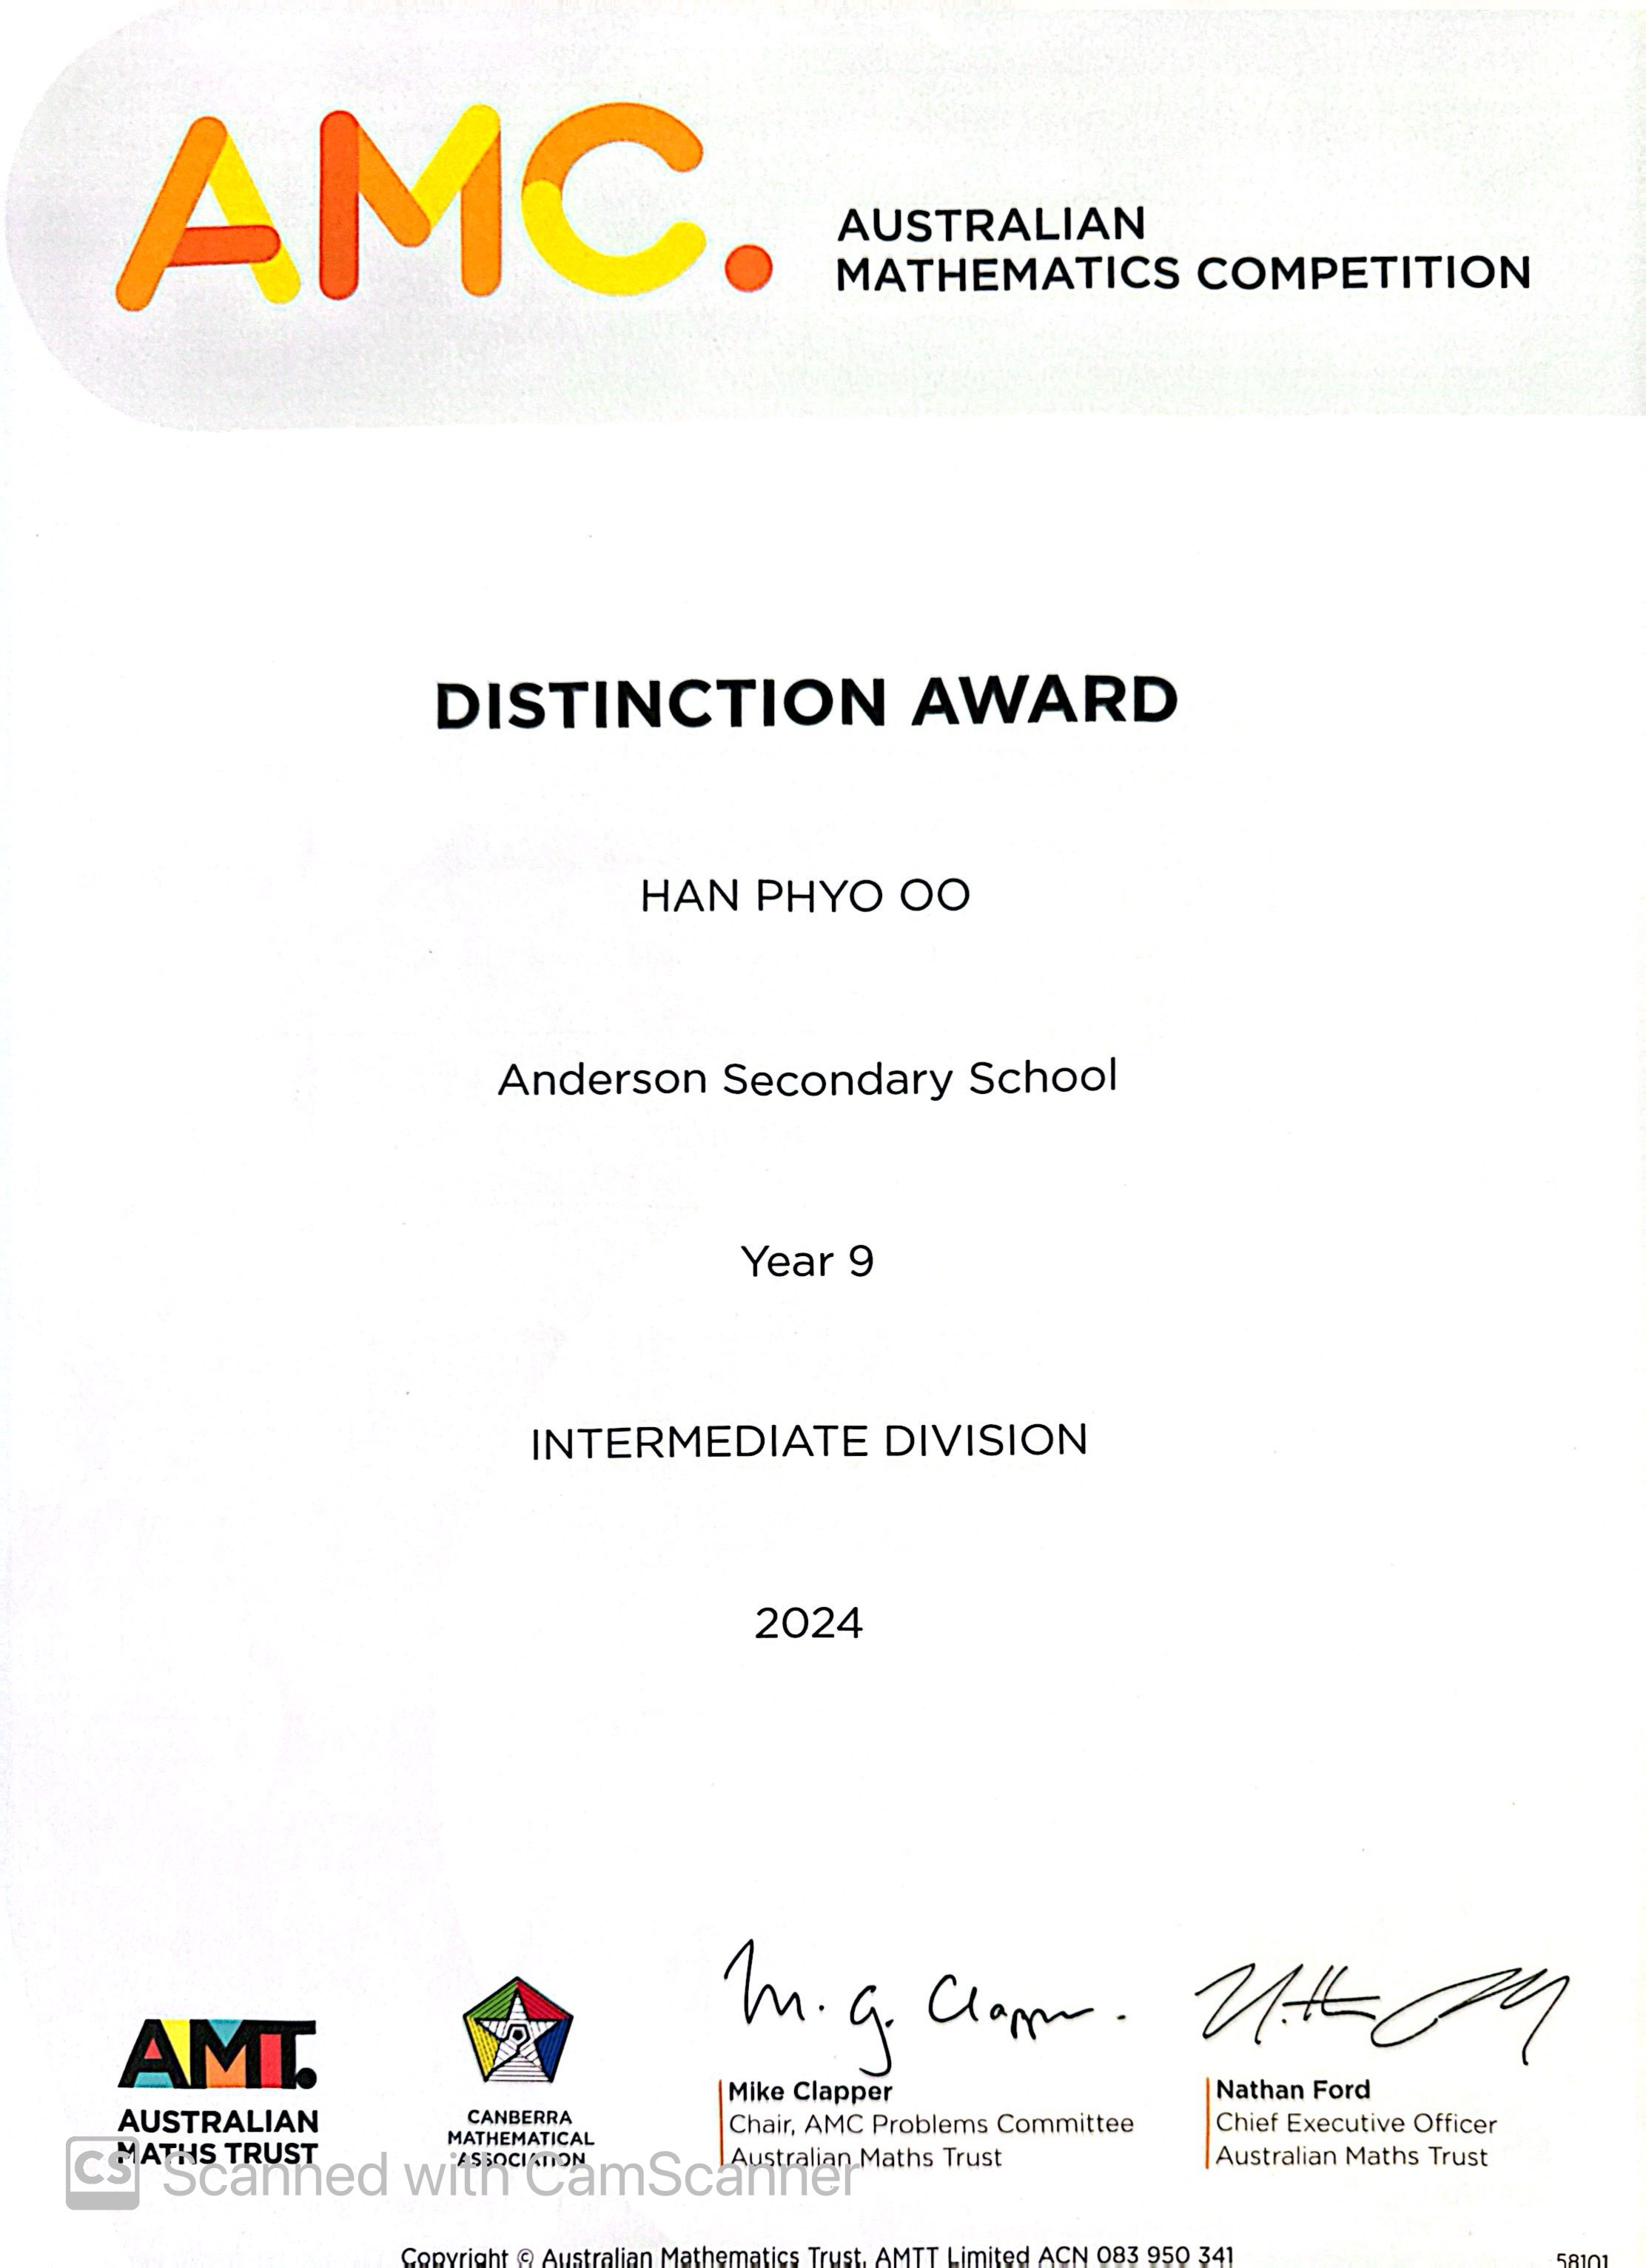 AMC.
AUSTRALIAN
MATHEMATICS COMPETITION
DISTINCTION AWARD
HAN PHYO OO
Anderson Secondary School
Year 9
INTERMEDIATE DIVISION
2024
M. G. Clapper.
AMT.
AUSTRALIAN
MATHS TRUST
CANBERRA
MATHEMATICAL
ASSOCIATION
Mike Clapper
Chair, AMC Problems Committee
Australian Maths Trust
Nathan Ford
Chief Executive Officer
Australian Maths Trust
CS Scanned with CamScanner
Copyright © Australian Mathematics Trust, AMTT Limited ACN 083 950 341
58101